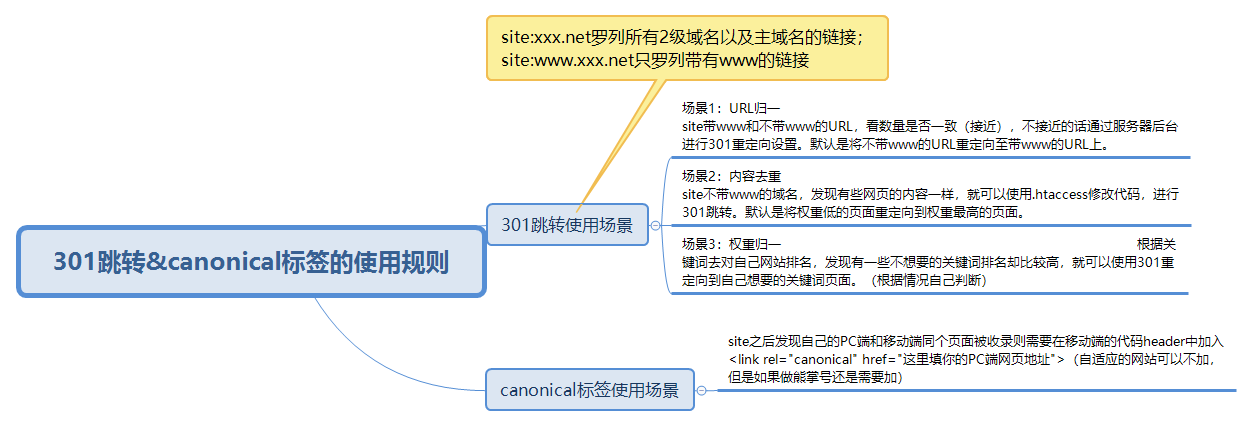 site:xxx.net罗列所有2级域名以及主域名的链接；
site:www.xxx.net只罗列带有www的链接
场景1：URL归一
site带www和不带www的URL，看数量是否一致（接近），不接近的话通过服务器后台
进行301重定向设置。默认是将不带www的URL重定向至带www的URL上。
场景2：内容去重
site不带www的域名，发现有些网页的内容一样，就可以使用.htaccess修改代码，进行
301跳转。默认是将权重低的页面重定向到权重最高的页面。
301跳转使用场景
场景3：权重归一 根据关
键词去对自己网站排名，发现有一些不想要的关键词排名却比较高，就可以使用301重
定向到自己想要的关键词页面。（根据情况自己判断）
301跳转&canonical标签的使用规则
site之后发现自己的PC端和移动端同个页面被收录则需要在移动端的代码header中加入
<link rel="canonical" href="这里填你的PC端网页地址">（自适应的网站可以不加，
但是如果做熊掌号还是需要加）
canonical标签使用场景